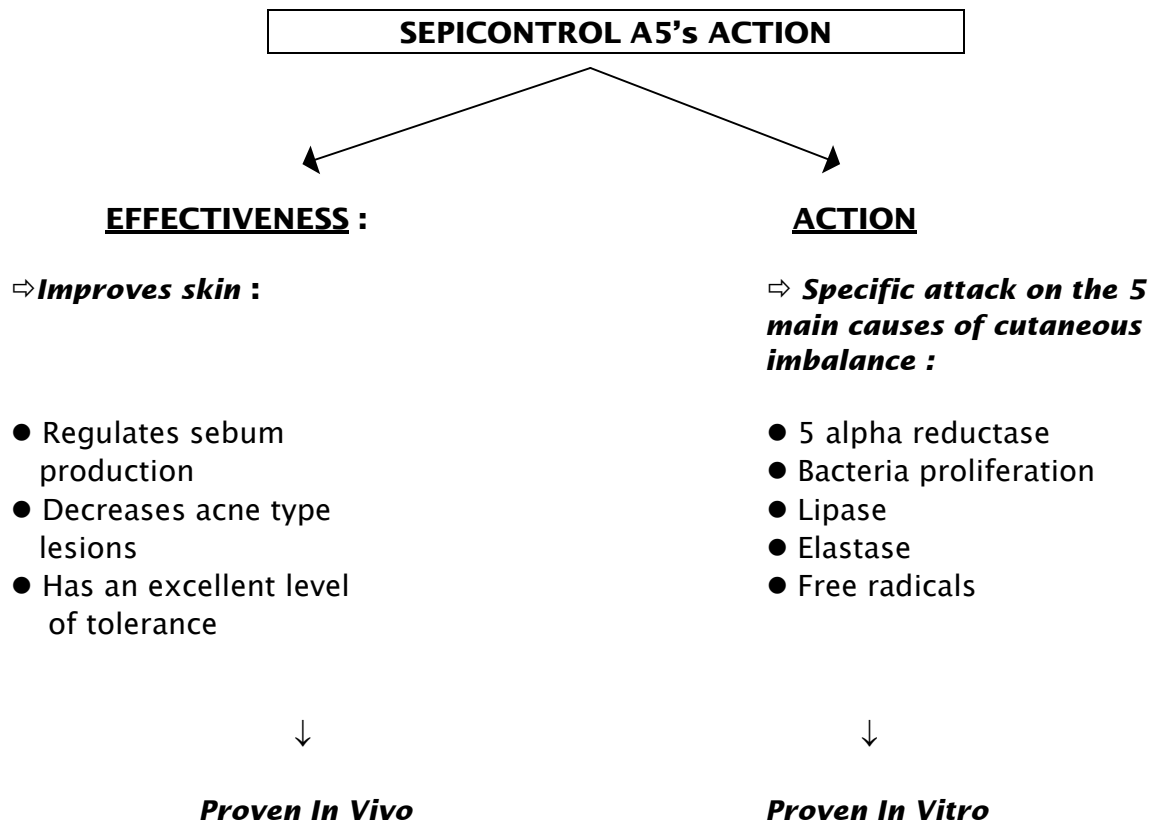 SEPICONTROL A5’s ACTION
EFFECTIVENESS :
⇨Improves skin :
● Regulates sebum
production
● Decreases acne type
lesions
● Has an excellent level
of tolerance
↓
Proven In Vivo
ACTION
⇨ Specific attack on the 5
main causes of cutaneous
imbalance :
● 5 alpha reductase
● Bacteria proliferation
● Lipase
● Elastase
● Free radicals
↓
Proven In Vitro